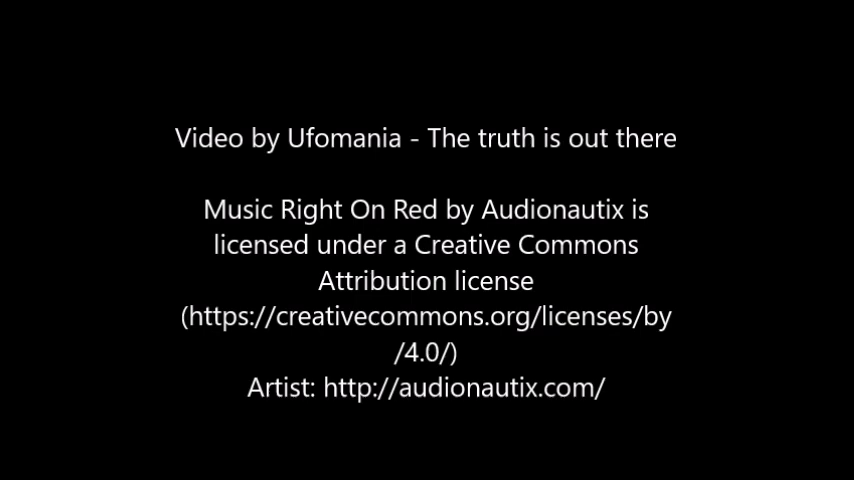 Video by Ufomania - The truth is out there
Music Right On Red by Audionautix is
licensed under a Creative Commons
Attribution license
(https://creativecommons.org/licenses/by
/4.0/)
Artist: http://audionautix.com/